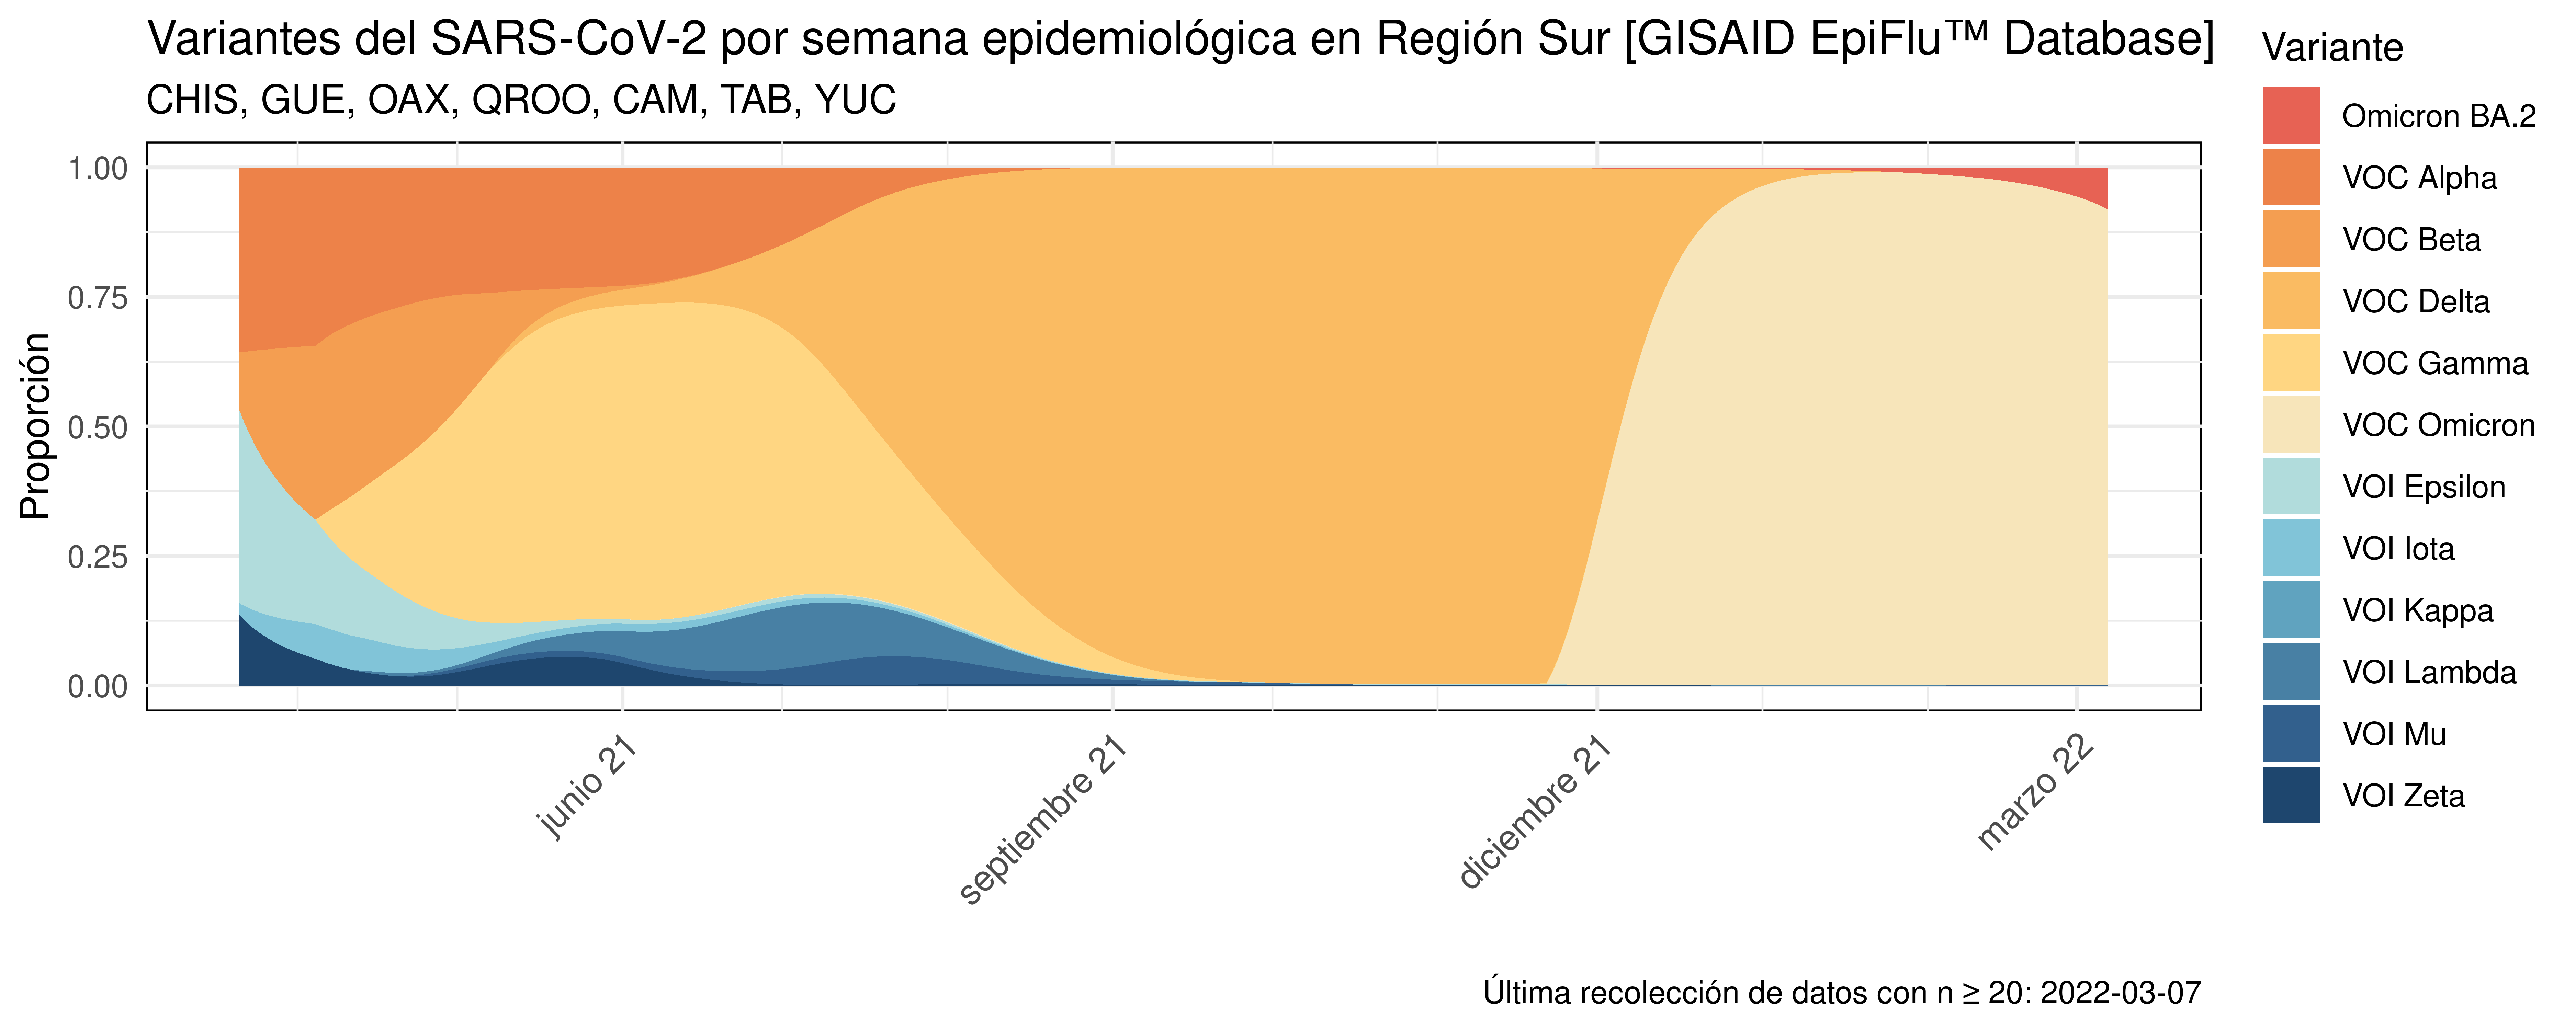 Variantes del SARS-CoV-2 por semana epidemiológica en Región Sur [GISAID EpiFlu™ Database]
CHIS, GUE, OAX, QROO, CAM, TAB, YUC
Proporción
1.00
0.75
0.50
0.25
0.00
junio 21
septiembre 21
diciembre 21
marzo 22
Variante
Omicron BA.2
VOC Alpha
VOC Beta
VOC Delta
VOC Gamma
VOC Omicron
VOI Epsilon
VOI Iota
VOI Kappa
VOI Lambda
VOI Mu
VOI Zeta
Última recolección de datos con n ≥ 20: 2022-03-07